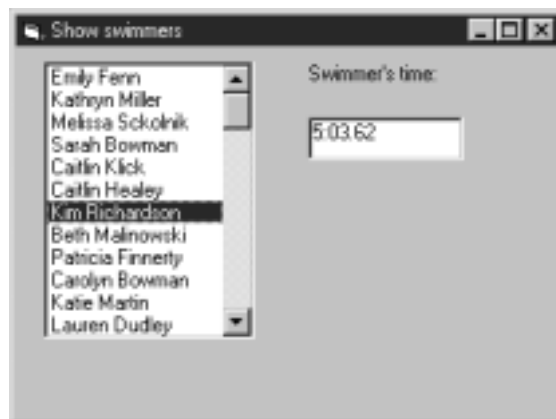 Show swimmers
Emily Fenn
Kathryn Miller
Melissa Sckolnik
Sarah Bowman
Caitlin Klick
Caitlin Healey
Kim Richardson
Beth Malinowski
Patricia Finnerty
Carolyn Bowman
Katie Martin
Lauren Dudley
Swimmer's time:
5:03.62